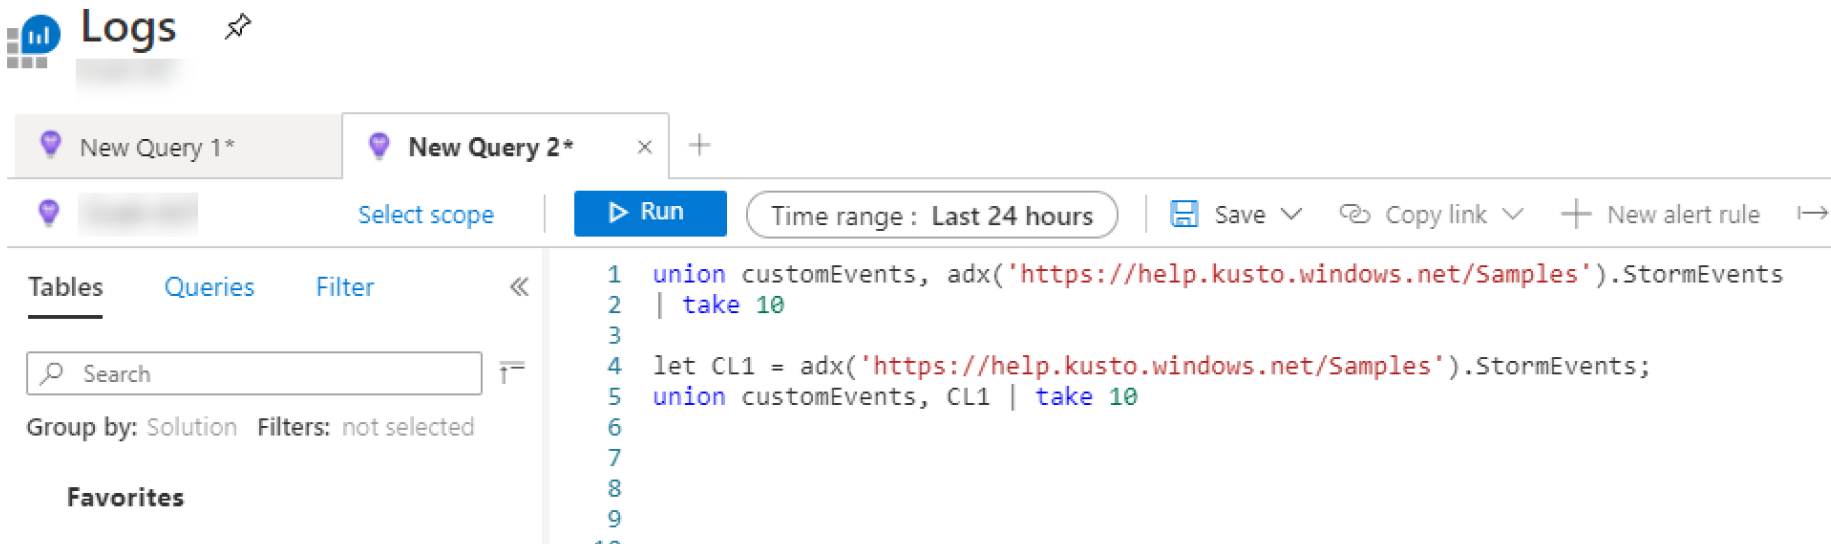 Logs
New Query 1*
New Query 2*
Select scope
Run
Time range : Last 24 hours
Save
Copy link
New alert rule
Tables
Queries
Filter
Search
Group by: Solution Filters: not selected
Favorites
1 union customEvents, adx('https://help.kusto.windows.net/Samples').StormEvents
2 | take 10
3
4 let CL1 = adx('https://help.kusto.windows.net/Samples').StormEvents;
5 union customEvents, CL1 | take 10
6
7
8
9